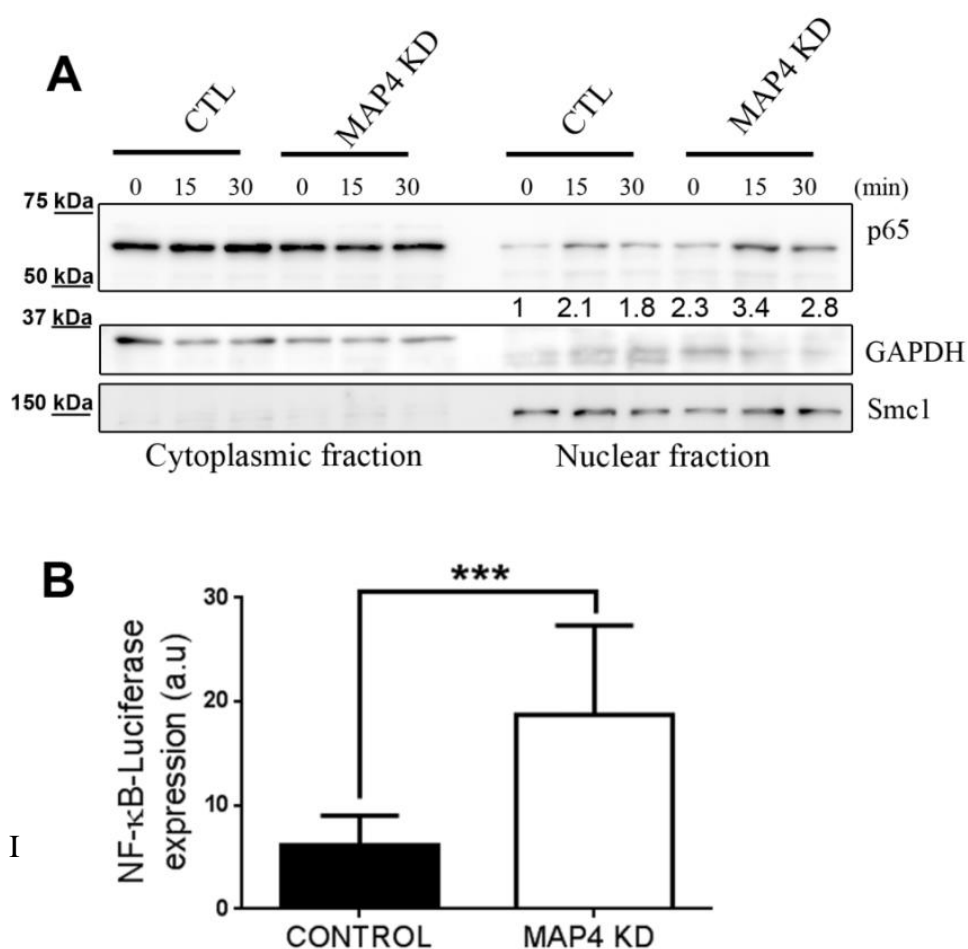 A
CTL MAP4 KD CTL MAP4 KD
0 15 30 0 15 30 0 15 30 0 15 30 (min)
75 kDa
p65
50 kDa
1 2.1 1.8 2.3 3.4 2.8
37 kDa
GAPDH
150 kDa
Smc1
Cytoplasmic fraction Nuclear fraction
B
***
NF-κB-Luciferase
expression (a.u)
30
20
10
0
I
CONTROL MAP4 KD